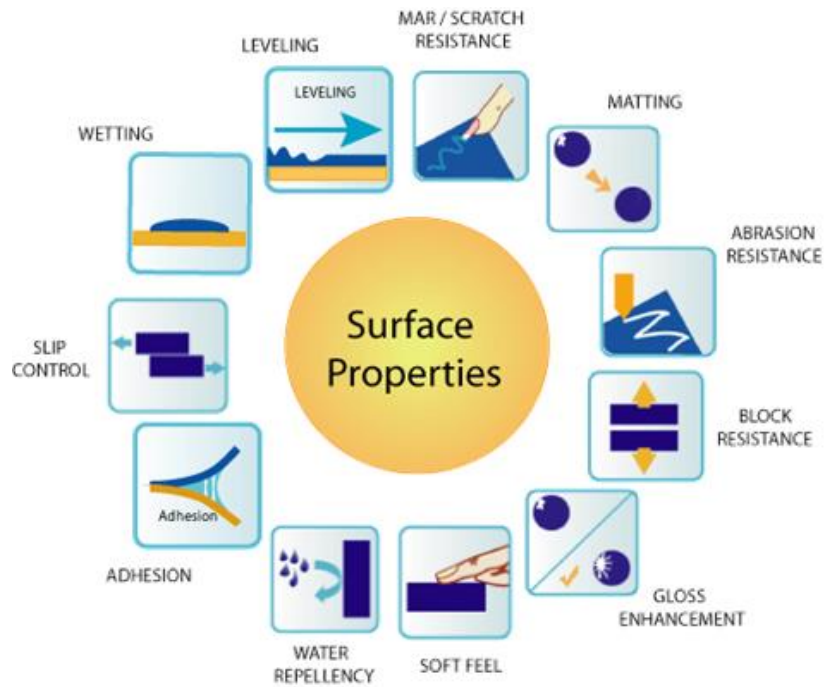 MAR / SCRATCH
RESISTANCE
LEVELING
LEVELING
MATTING
WETTING
ABRASION
RESISTANCE
Surface
Properties
SLIP
CONTROL
BLOCK
RESISTANCE
Adhesion
ADHESION
GLOSS
ENHANCEMENT
WATER
REPELLENCY
SOFT FEEL